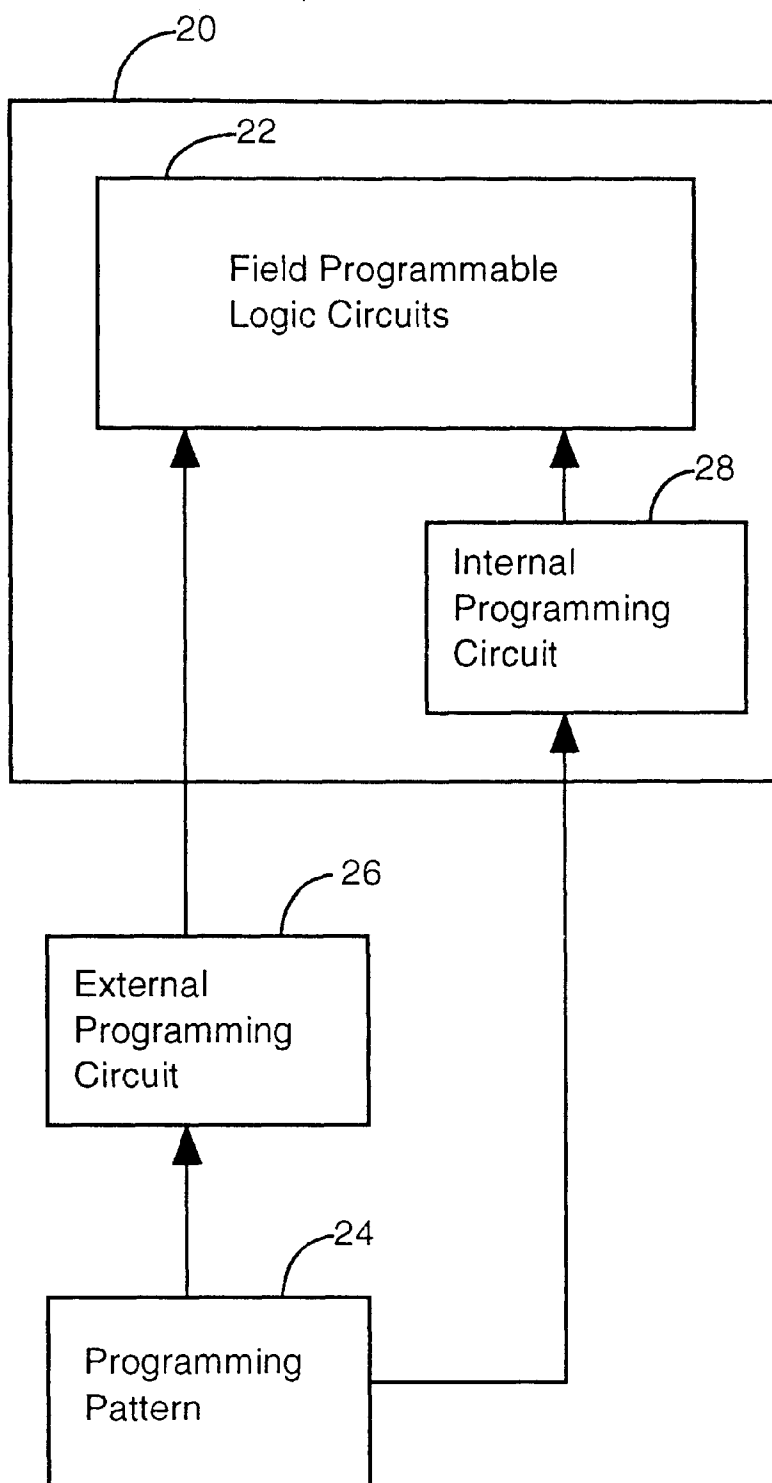 20
22
Field Programmable
Logic Circuits
28
Internal
Programming
Circuit
26
External
Programming
Circuit
24
Programming
Pattern